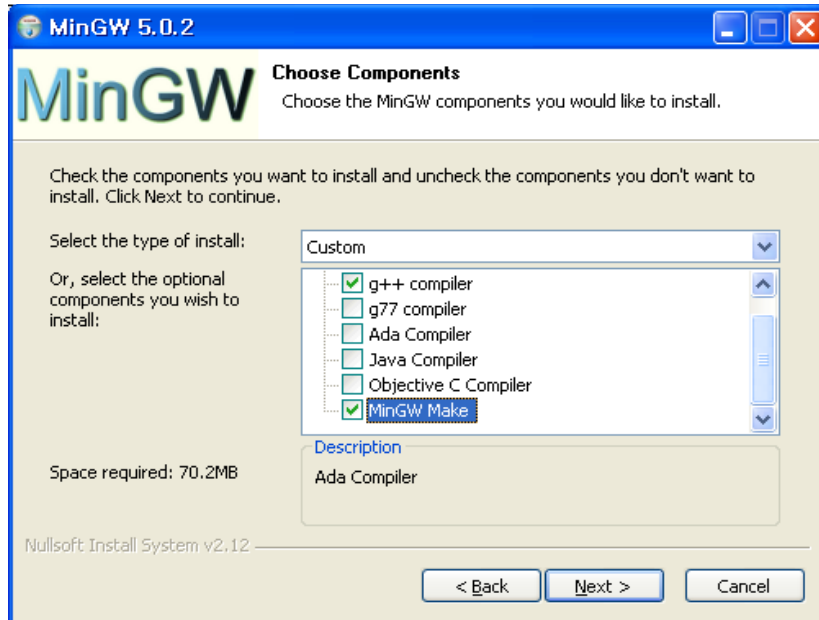 MinGW 5.0.2
MinGW
Choose Components
Choose the MinGW components you would like to install.
Check the components you want to install and uncheck the components you don't want to
install. Click Next to continue.
Select the type of install:
Custom
Or, select the optional
components you wish to
install:
g++ compiler
g77 compiler
Ada Compiler
Java Compiler
Objective C Compiler
MinGW Make
Description
Ada Compiler
Space required: 70.2MB
Nullsoft Install System v2.12
< Back
Next >
Cancel